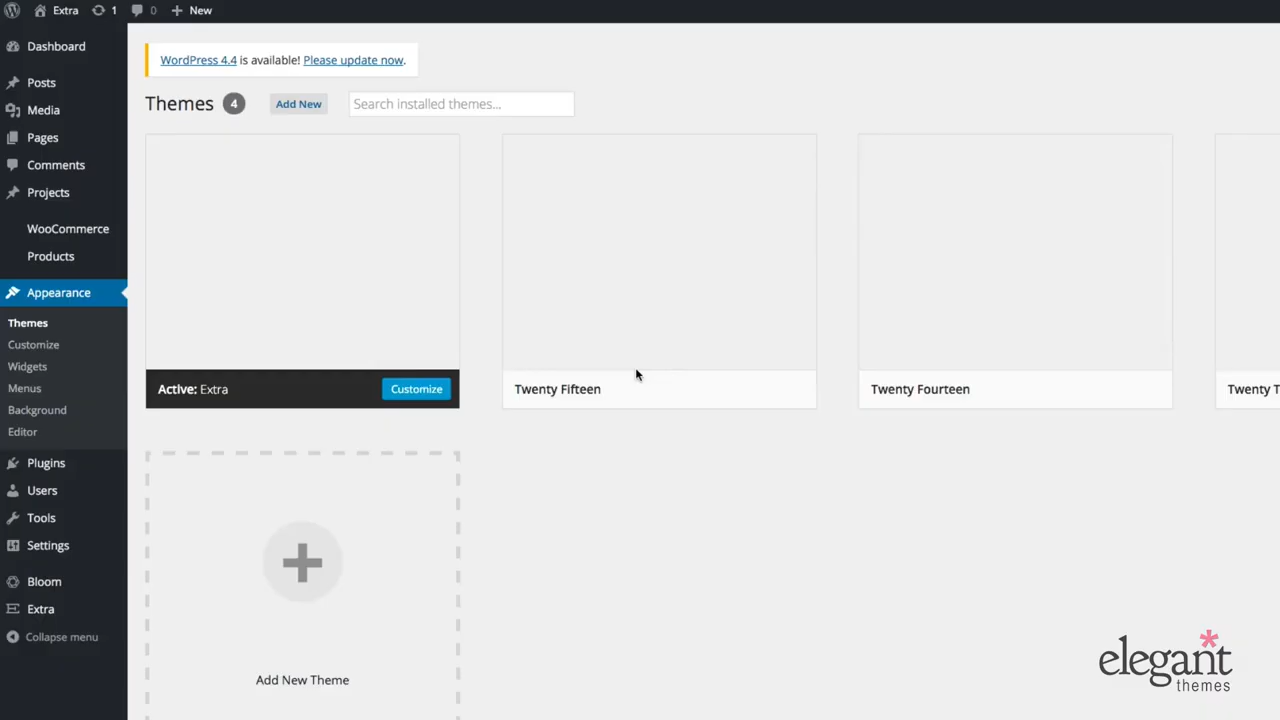 Extra 1 0 New
Dashboard
Posts
Media
Pages
Comments
Projects
WooCommerce
Products
Appearance
Themes
Customize
Widgets
Menus
Background
Editor
Plugins
Users
Tools
Settings
Bloom
Extra
Collapse menu
WordPress 4.4 is available! Please update now.
Themes 4 Add New Search installed themes...
Active: Extra Customize
Twenty Fifteen
Twenty Fourteen
Twenty T
Add New Theme
elegant
themes